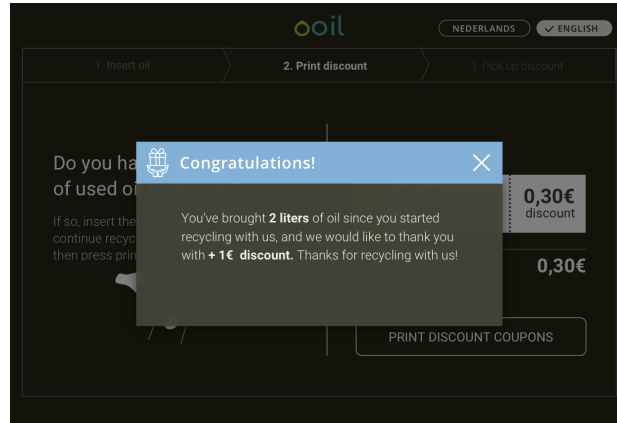 ooil
NEDERLANDS
✓ ENGLISH
1. Insert oil
2. Print discount
3. Pick up discount
Do you ha
of used or
If so, insert the
continue recyc
then press prin
Congratulations!
You've brought 2 liters of oil since you started
recycling with us, and we would like to thank you
with + 1€ discount. Thanks for recycling with us!
0,30€
discount
0,30€
PRINT DISCOUNT COUPONS